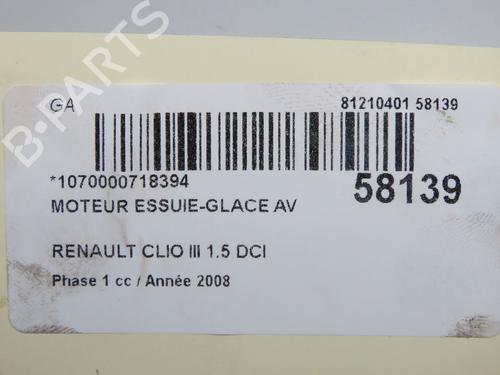 B-PARTS
GA
81210401 58139
*1070000718394
58139
MOTEUR ESSUIE-GLACE AV
RENAULT CLIO III 1.5 DCI
Phase 1 cc / Année 2008